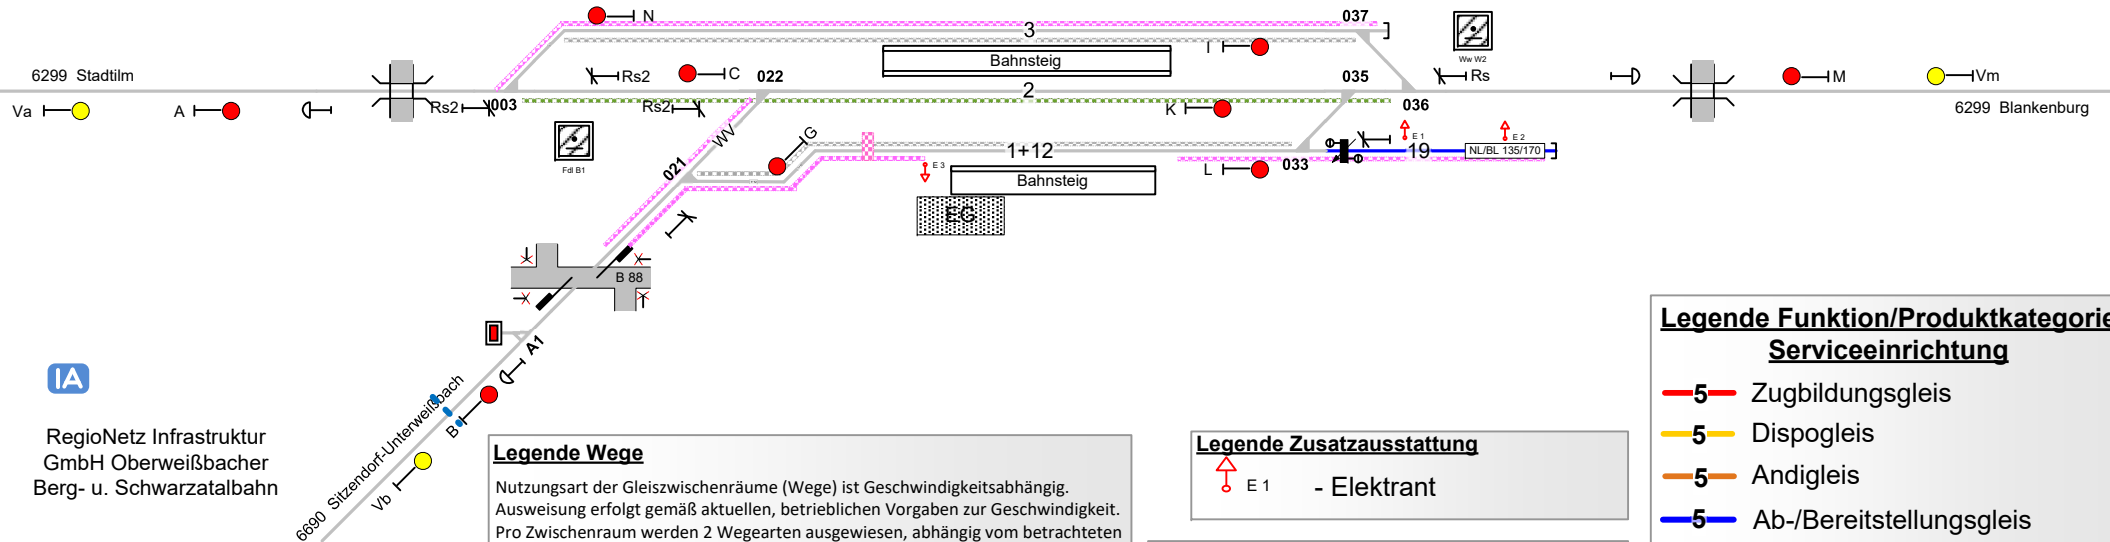 N
3
037
Bahnsteig
I
Ww W2
6299 Stadtilm
Rs2
C
022
035
Rs
M
Vm
Va
A
Rs2
003
Rs2
2
K
036
6299 Blankenburg
Fdl B1
WV
G
1+12
E 1
E 2
19
NL/BL 135/170
021
E 3
Bahnsteig
L
033
EG
B 88
A1
B
Vb
6690 Sitzendorf-Unterweißbach
IA
RegioNetz Infrastruktur
GmbH Oberweißbacher
Berg- u. Schwarzatalbahn
Legende Wege
Nutzungsart der Gleiszwischenräume (Wege) ist Geschwindigkeitsabhängig.
Ausweisung erfolgt gemäß aktuellen, betrieblichen Vorgaben zur Geschwindigkeit.
Pro Zwischenraum werden 2 Wegearten ausgewiesen, abhängig vom betrachteten
Legende Zusatzausstattung
E 1 - Elektrant
Legende Funktion/Produktkategorie
Serviceeinrichtung
5 Zugbildungsgleis
5 Dispogleis
5 Andigleis
5 Ab-/Bereitstellungsgleis